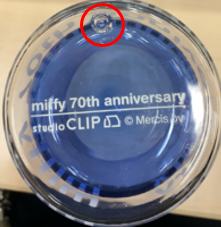 miffy 70th anniversary
studio CLIP © Mercis bv